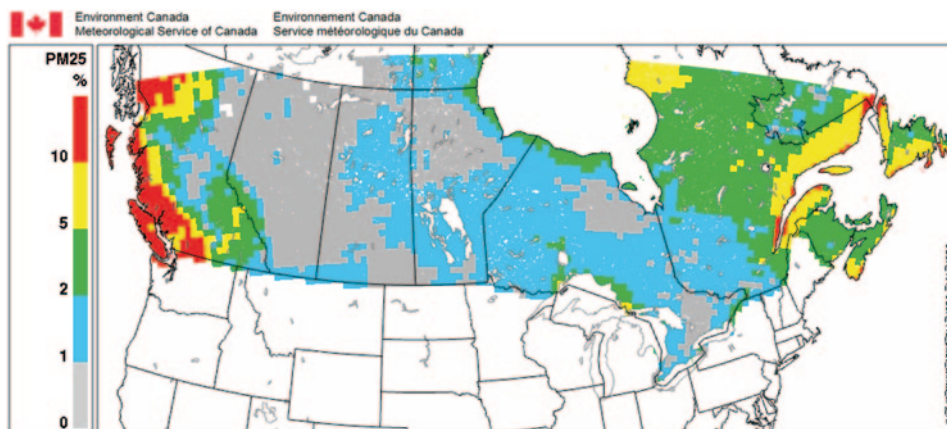 Environment Canada
Meteorological Service of Canada
Environnement Canada
Service météorologique du Canada
PM25
%
10
5
2
1
0